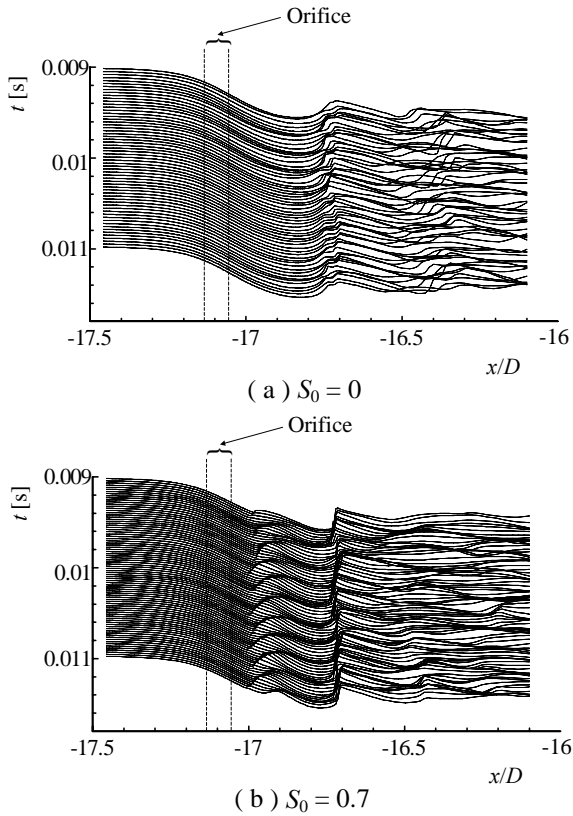 Orifice
0.009
t [s]
0.01
0.011
-17.5 -17 -16.5 -16
x/D
( a ) S₀ = 0
Orifice
0.009
t [s]
0.01
0.011
-17.5 -17 -16.5 -16
x/D
( b ) S₀ = 0.7